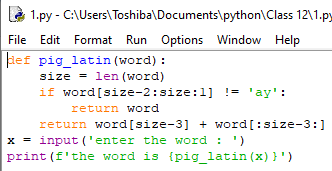 1.py - C:\Users\Toshiba\Documents\python\Class 12\1.py
File Edit Format Run Options Window Help
def pig_latin(word):
    size = len(word)
    if word[size-2:size:1] != 'ay':
        return word
    return word[size-3] + word[:size-3:]
x = input('enter the word : ')
print(f'the word is {pig_latin(x)}')